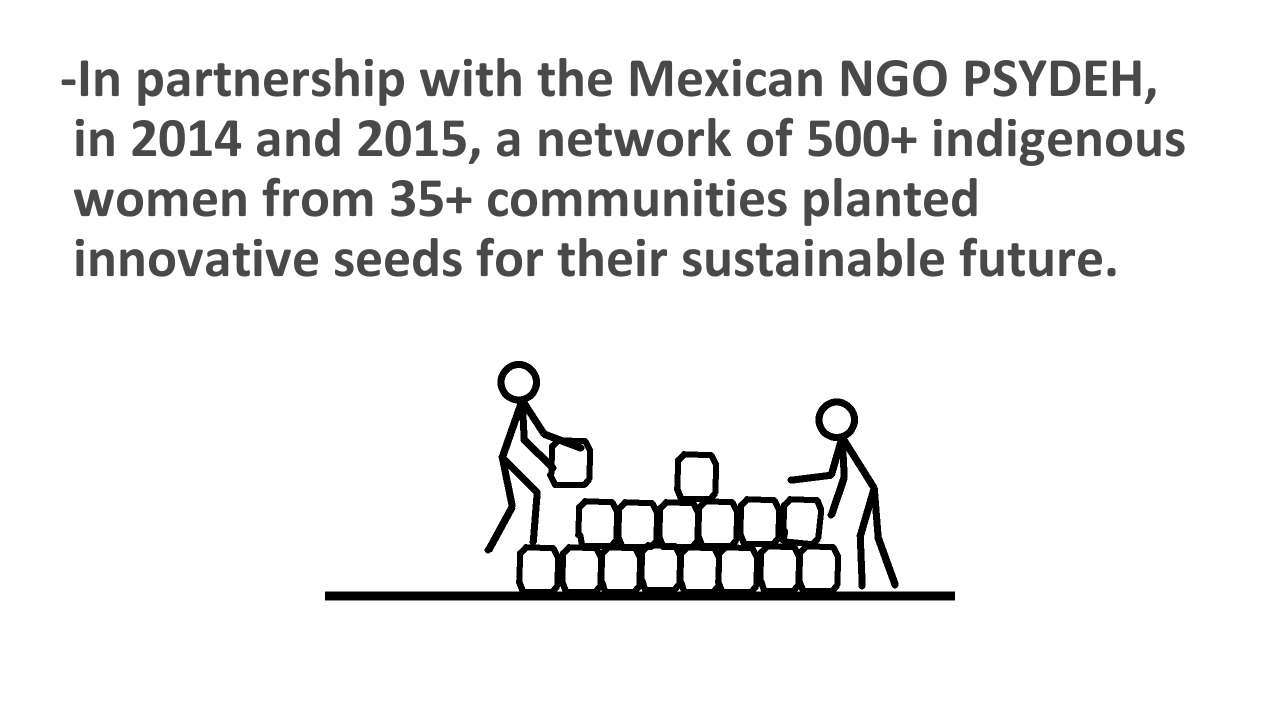 -In partnership with the Mexican NGO PSYDEH,
in 2014 and 2015, a network of 500+ indigenous
women from 35+ communities planted
innovative seeds for their sustainable future.